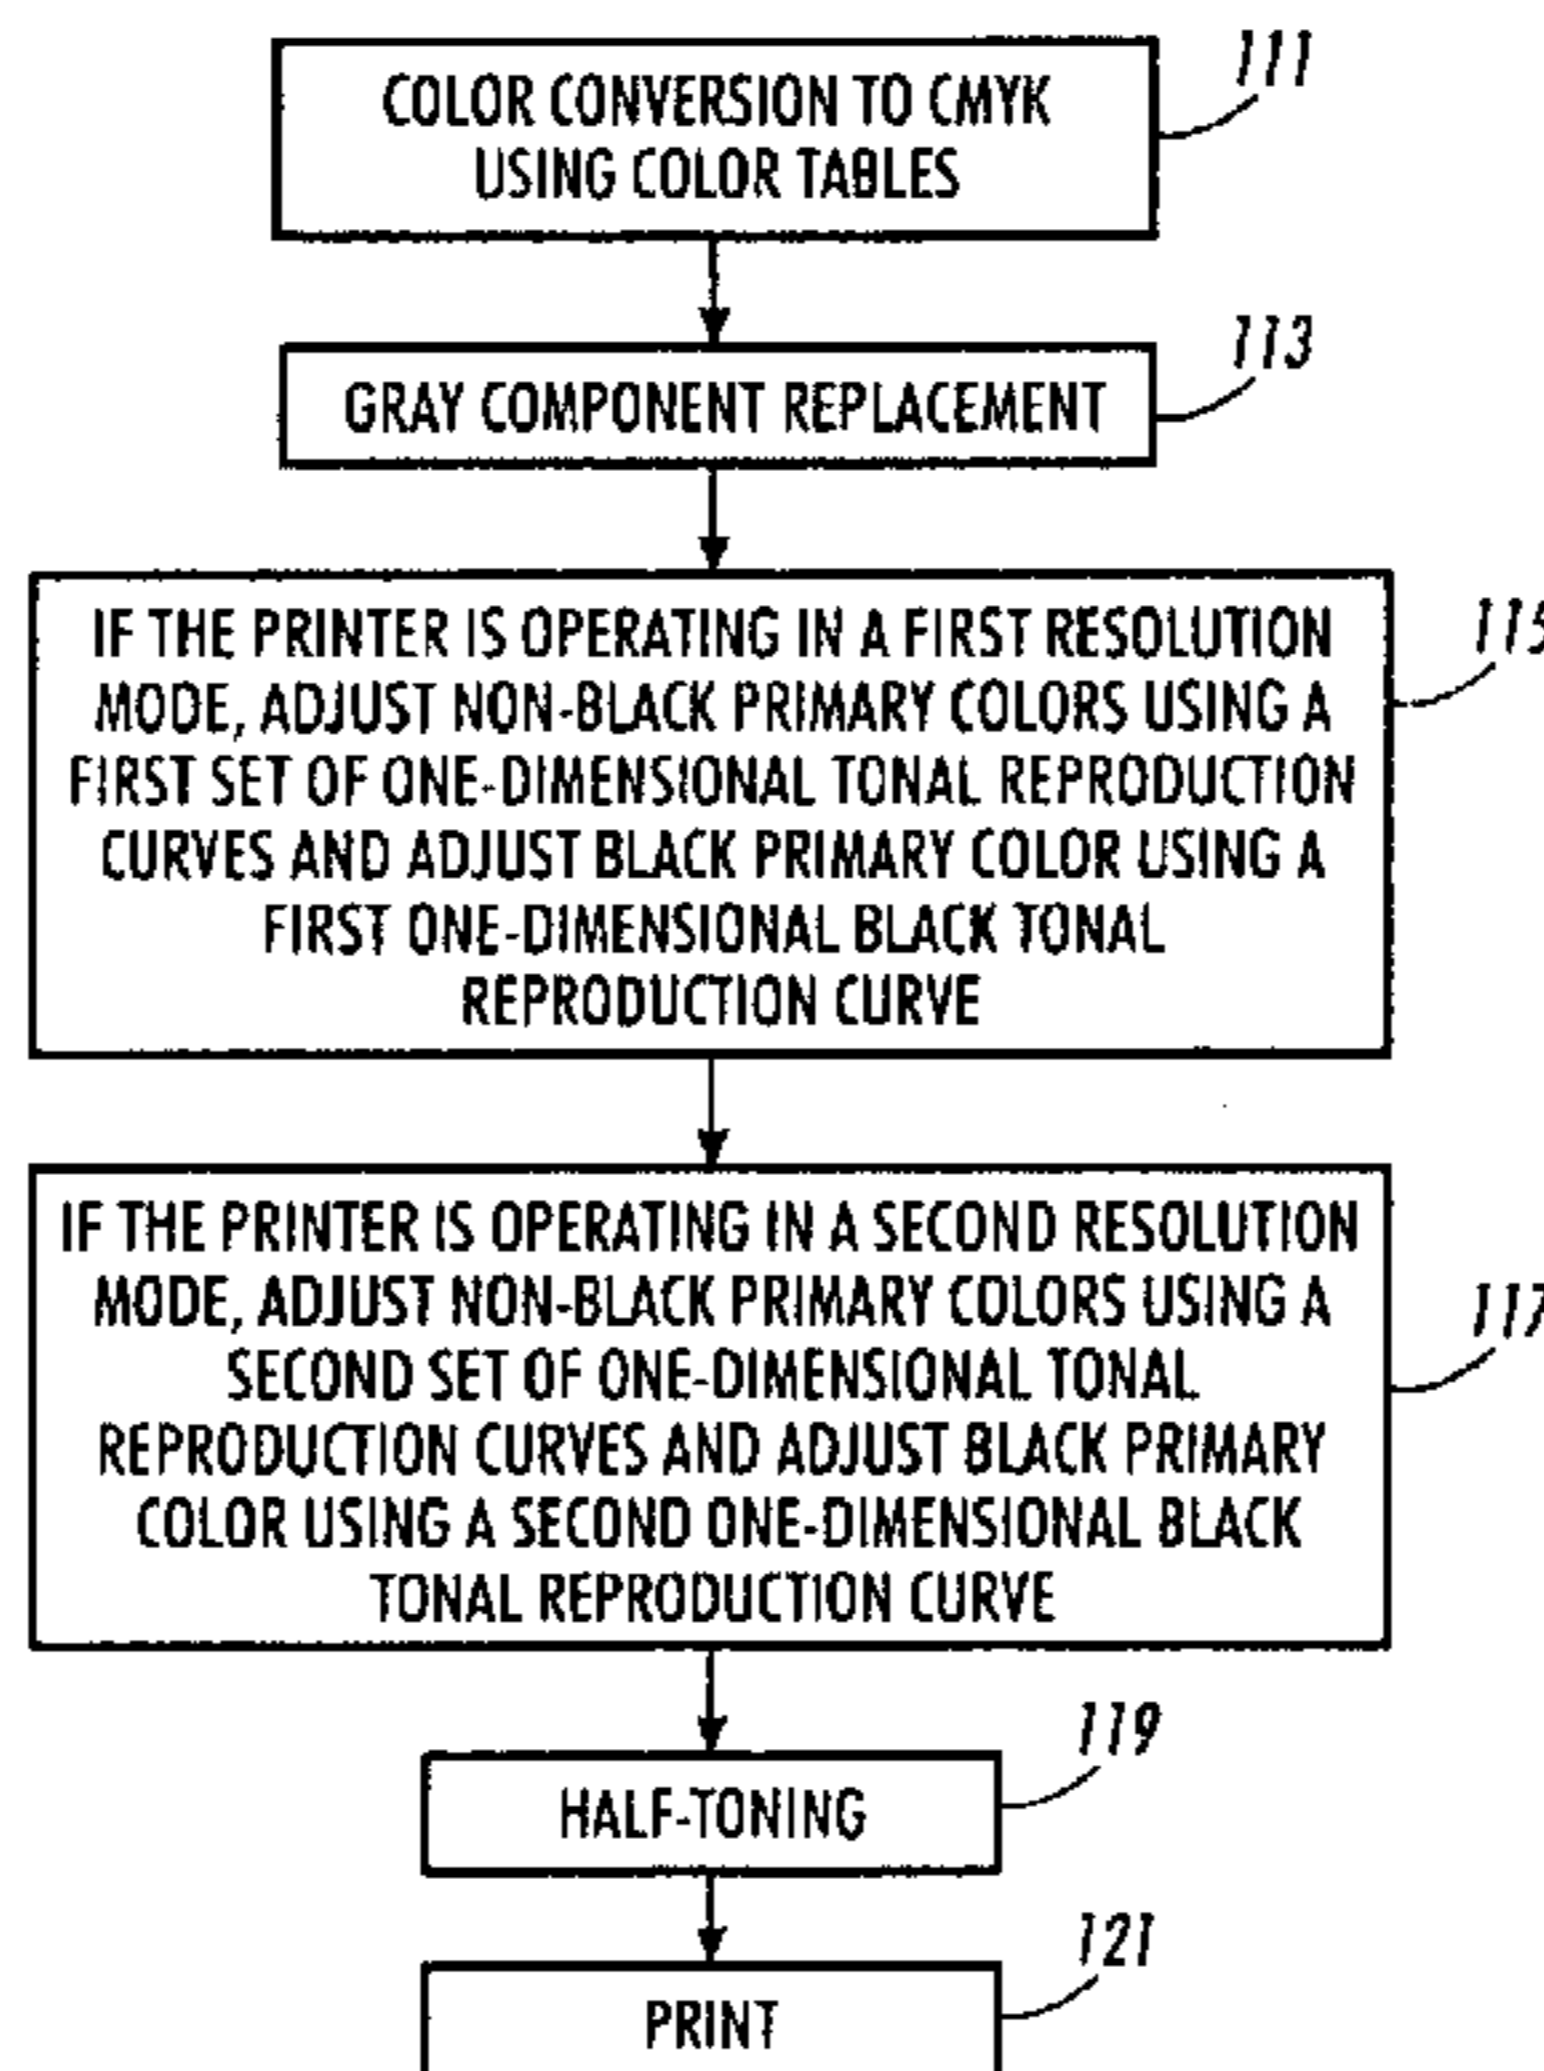 111
COLOR CONVERSION TO CMYK
USING COLOR TABLES
113
GRAY COMPONENT REPLACEMENT
115
IF THE PRINTER IS OPERATING IN A FIRST RESOLUTION
MODE, ADJUST NON-BLACK PRIMARY COLORS USING A
FIRST SET OF ONE-DIMENSIONAL TONAL REPRODUCTION
CURVES AND ADJUST BLACK PRIMARY COLOR USING A
FIRST ONE-DIMENSIONAL BLACK TONAL
REPRODUCTION CURVE
117
IF THE PRINTER IS OPERATING IN A SECOND RESOLUTION
MODE, ADJUST NON-BLACK PRIMARY COLORS USING A
SECOND SET OF ONE-DIMENSIONAL TONAL
REPRODUCTION CURVES AND ADJUST BLACK PRIMARY
COLOR USING A SECOND ONE-DIMENSIONAL BLACK
TONAL REPRODUCTION CURVE
119
HALF-TONING
121
PRINT